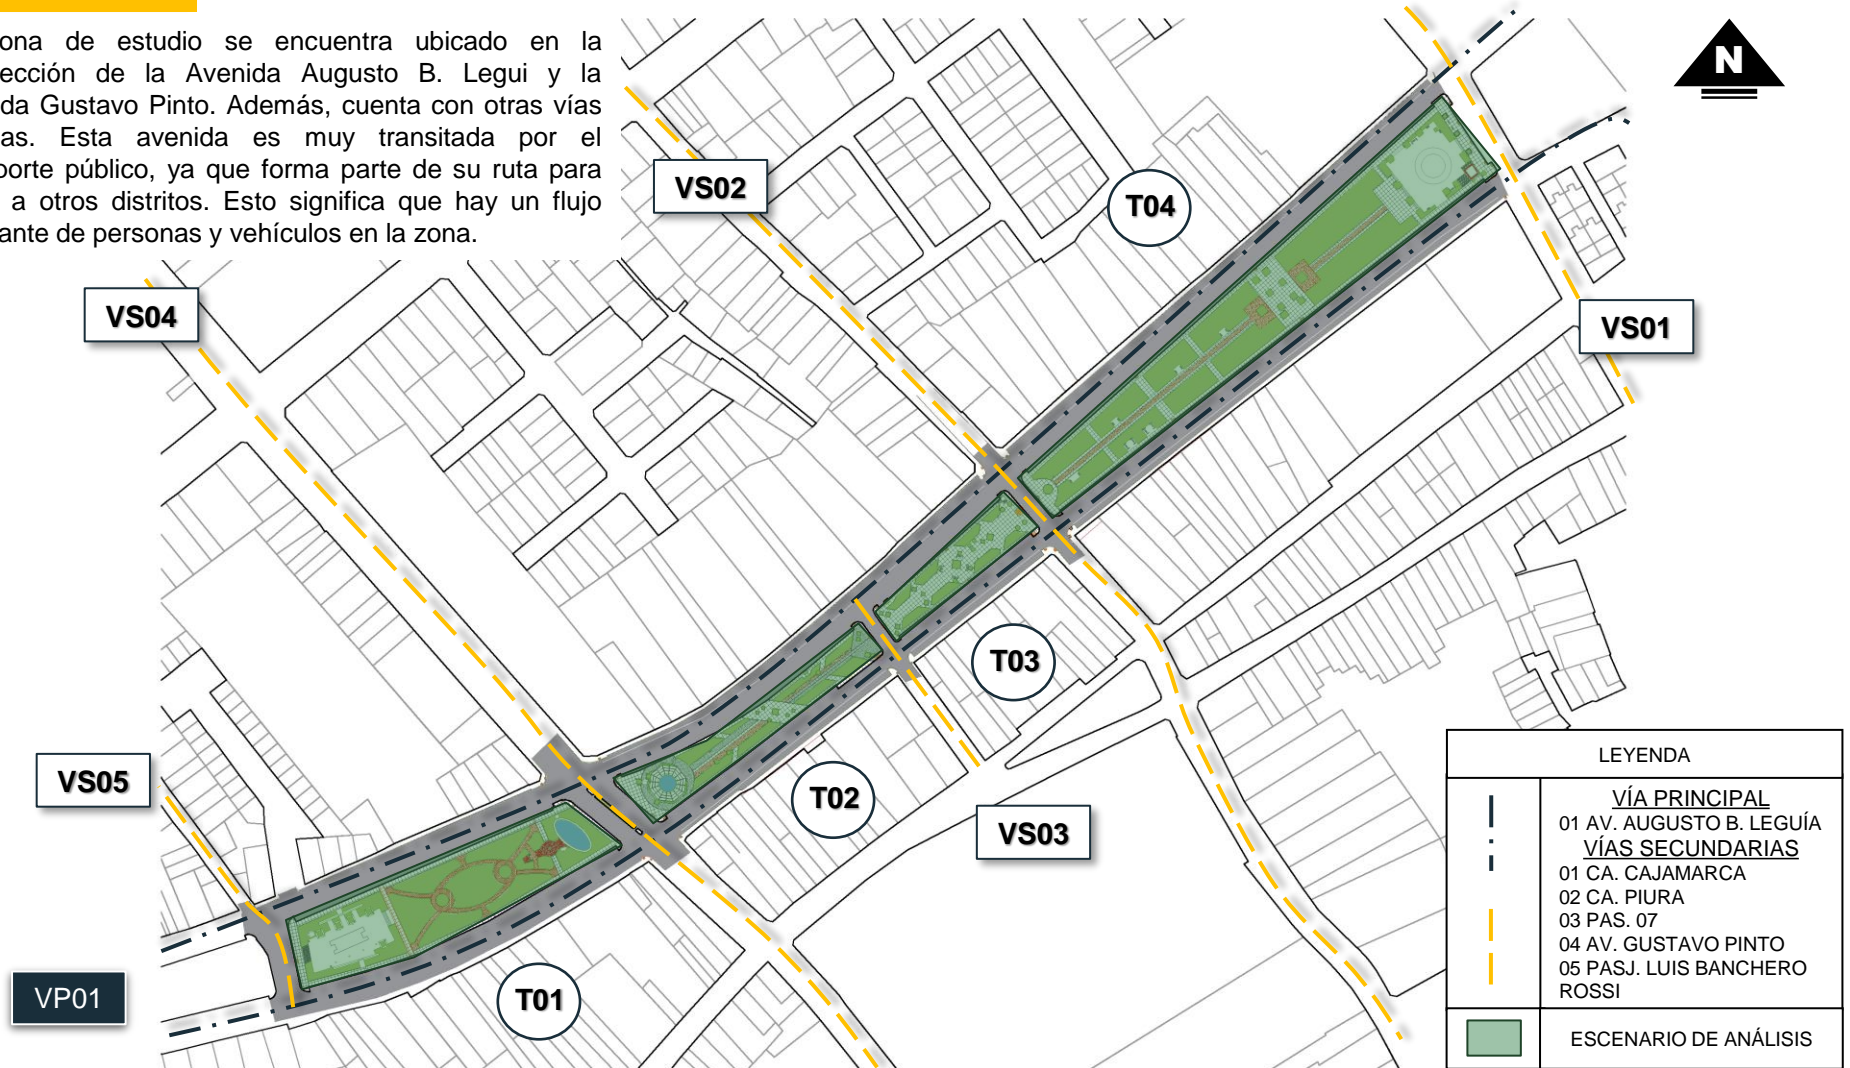 ona de estudio se encuentra ubicado en la
ección de la Avenida Augusto B. Legui y la
da Gustavo Pinto. Además, cuenta con otras vías
as. Esta avenida es muy transitada por el
porte público, ya que forma parte de su ruta para
a otros distritos. Esto significa que hay un flujo
ante de personas y vehículos en la zona.
N
VS02
T04
VS04
VS01
T03
VS05
T02
VS03
VP01
T01
LEYENDA
VÍA PRINCIPAL
01 AV. AUGUSTO B. LEGUÍA
VÍAS SECUNDARIAS
01 CA. CAJAMARCA
02 CA. PIURA
03 PAS. 07
04 AV. GUSTAVO PINTO
05 PASJ. LUIS BANCHERO
ROSSI
ESCENARIO DE ANÁLISIS